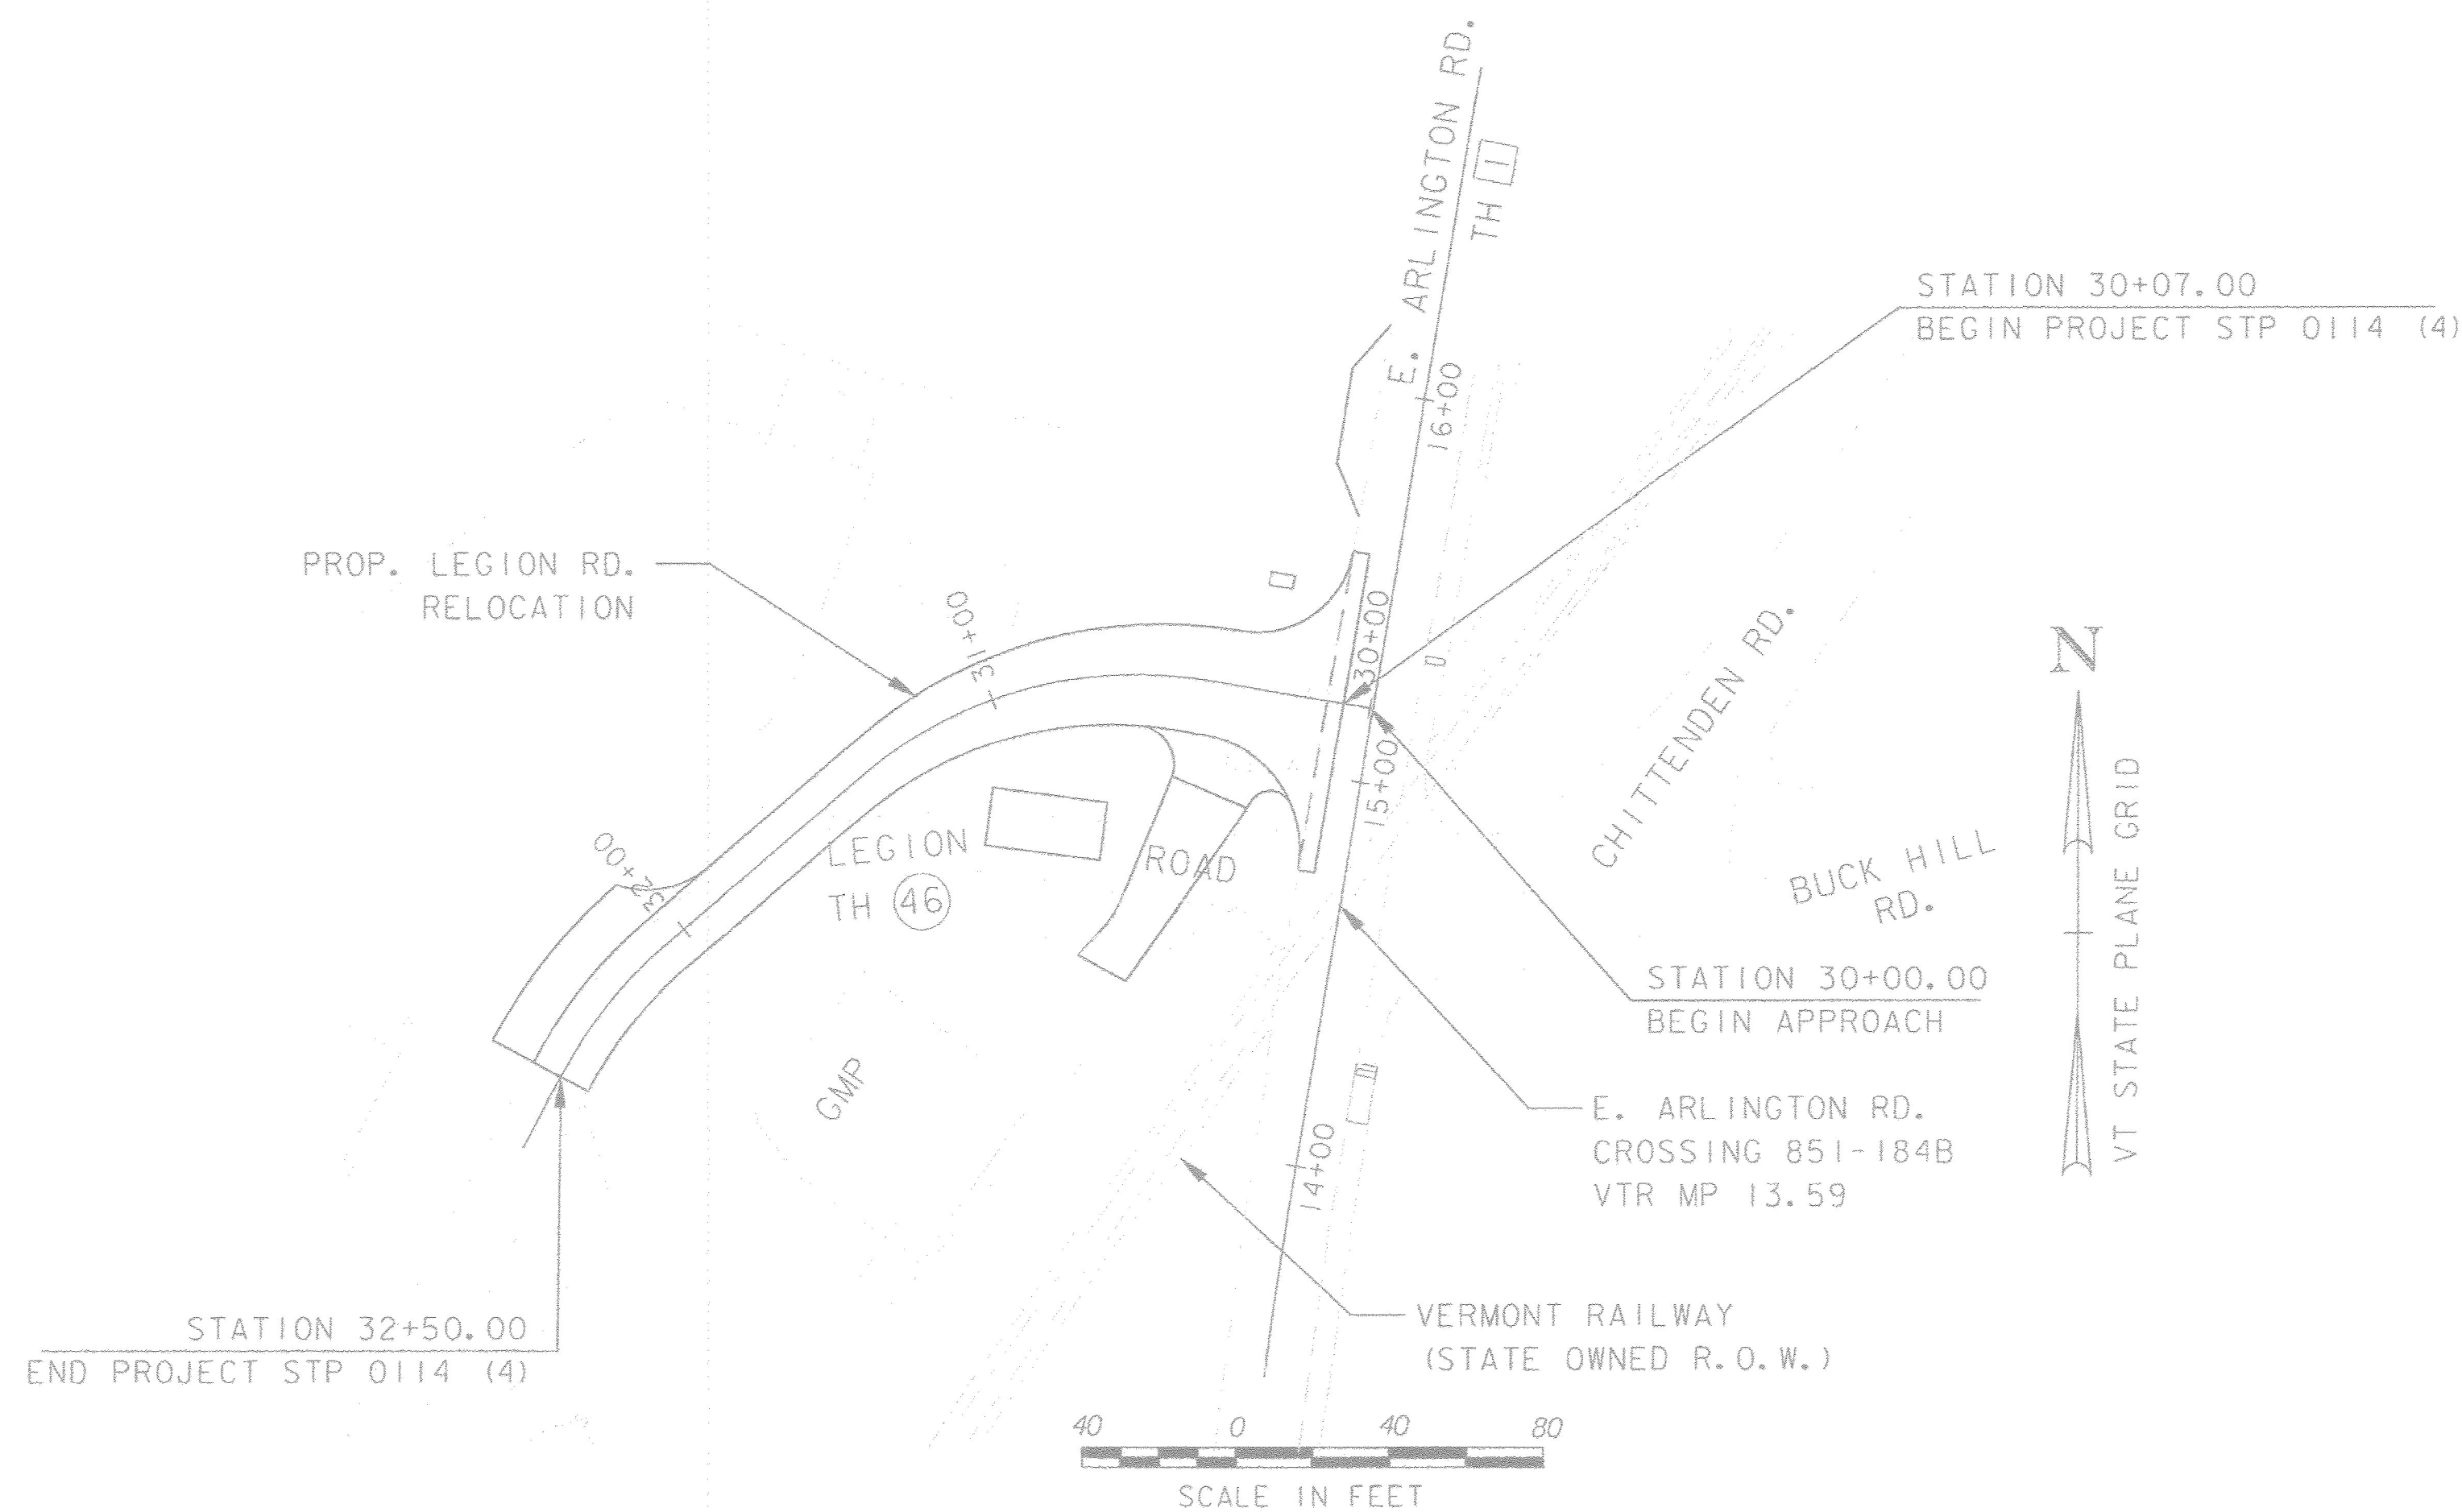 E. ARLINGTON RD.
TH 1
STATION 30+07.00
BEGIN PROJECT STP 0114 (4)
16+00
PROP. LEGION RD.
RELOCATION
31+00
30+00
15+00
CHITTENDEN RD.
N
VT STATE PLANE GRID
32+00
LEGION ROAD
TH 46
BUCK HILL
RD.
STATION 30+00.00
BEGIN APPROACH
GMP
E. ARLINGTON RD.
CROSSING 851-184B
VTR MP 13.59
14+00
VERMONT RAILWAY
(STATE OWNED R.O.W.)
STATION 32+50.00
END PROJECT STP 0114 (4)
40 0 40 80
SCALE IN FEET